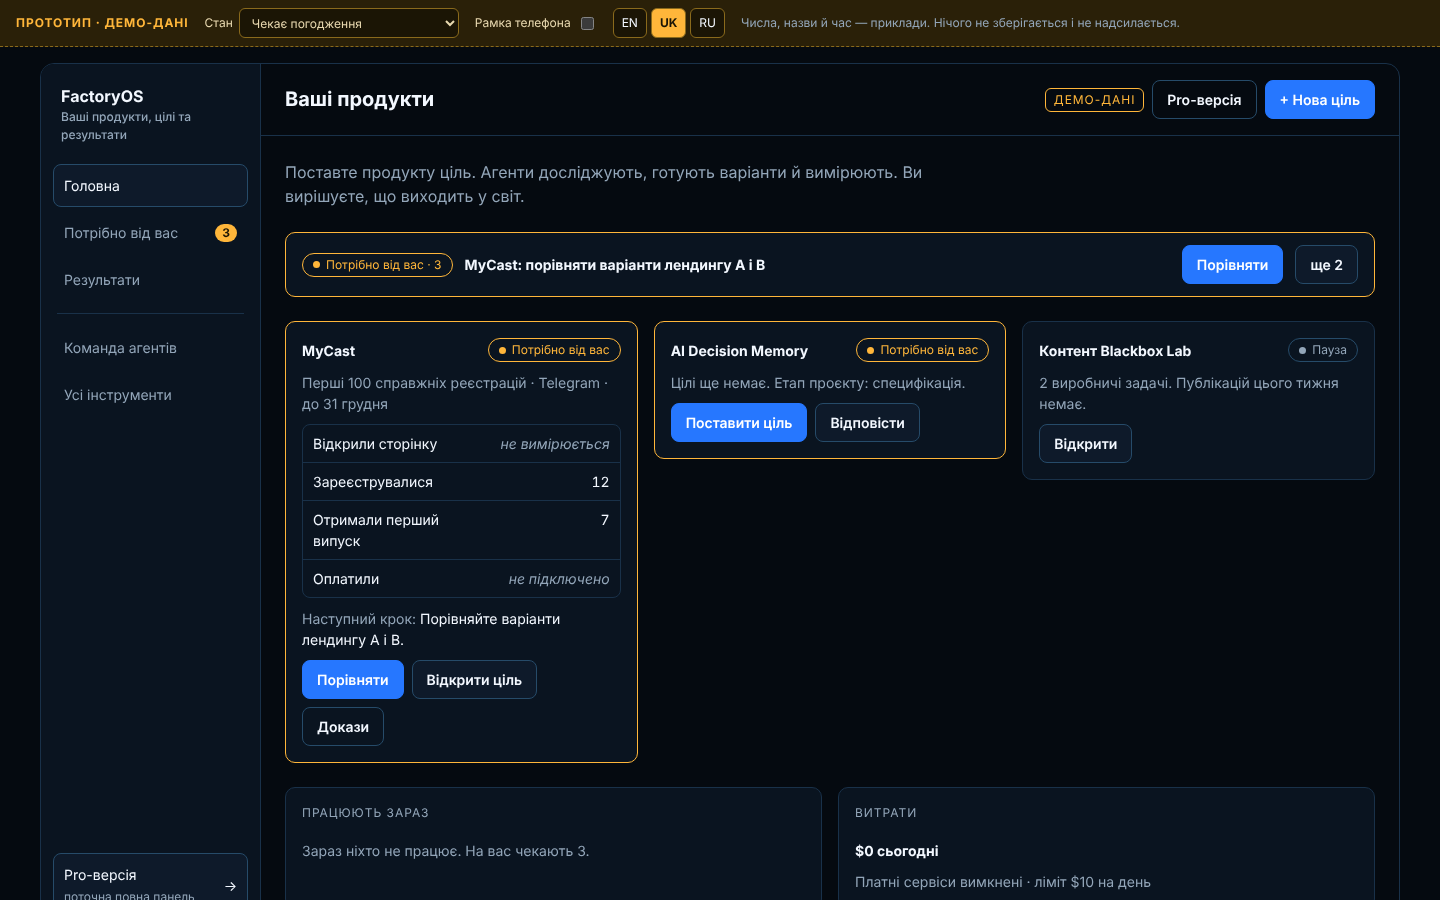 ПРОТОТИП · ДЕМО-ДАНІ
Стан
Чекає погодження
Рамка телефона
EN
UK
RU
Числа, назви й час — приклади. Нічого не зберігається і не надсилається.
FactoryOS
Ваші продукти, цілі та
результати
Головна
Потрібно від вас
3
Результати
Команда агентів
Усі інструменти
Pro-версія
поточна повна панель
→
Ваші продукти
ДЕМО-ДАНІ
Pro-версія
+ Нова ціль
Поставте продукту ціль. Агенти досліджують, готують варіанти й вимірюють. Ви
вирішуєте, що виходить у світ.
Потрібно від вас · 3
MyCast: порівняти варіанти лендингу A і B
Порівняти
ще 2
MyCast
Потрібно від вас
Перші 100 справжніх реєстрацій · Telegram ·
до 31 грудня
Відкрили сторінку
не вимірюється
Зареєструвалися
12
Отримали перший
випуск
7
Оплатили
не підключено
Наступний крок: Порівняйте варіанти
лендингу A і B.
Порівняти
Відкрити ціль
Докази
AI Decision Memory
Потрібно від вас
Цілі ще немає. Етап проєкту: специфікація.
Поставити ціль
Відповісти
Контент Blackbox Lab
Пауза
2 виробничі задачі. Публікацій цього тижня
немає.
Відкрити
ПРАЦЮЮТЬ ЗАРАЗ
Зараз ніхто не працює. На вас чекають 3.
ВИТРАТИ
$0 сьогодні
Платні сервіси вимкнені · ліміт $10 на день